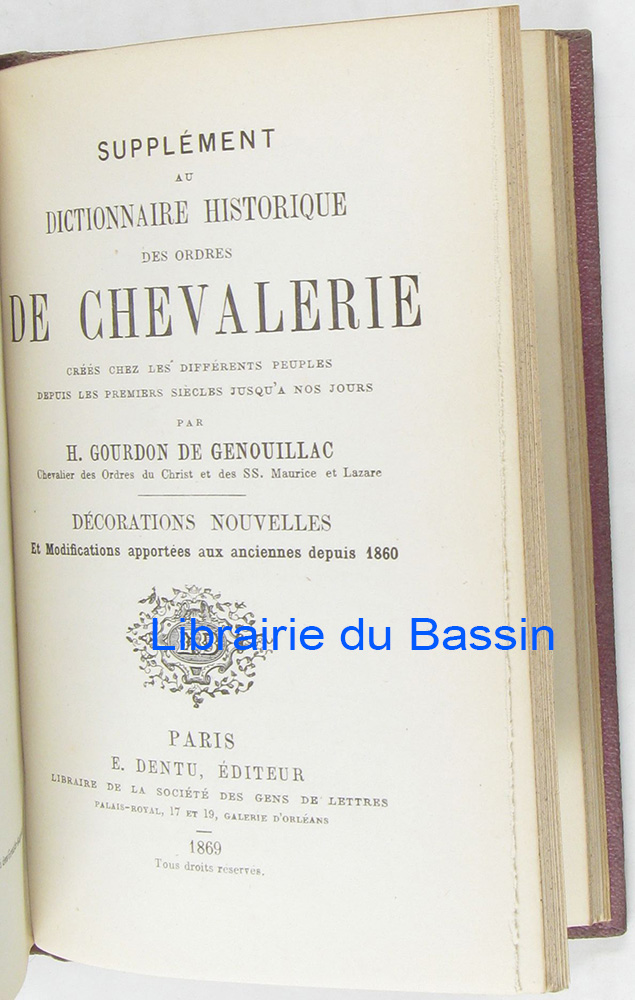 SUPPLÉMENT
AU
DICTIONNAIRE HISTORIQUE
DES ORDRES
DE CHEVALERIE
CRÉÉS CHEZ LES DIFFÉRENTS PEUPLES
DEPUIS LES PREMIERS SIÈCLES JUSQU'A NOS JOURS
PAR
H. GOURDON DE GENOUILLAC
Chevalier des Ordres du Christ et des SS. Maurice et Lazare
DÉCORATIONS NOUVELLES
Et Modifications apportées aux anciennes depuis 1860
Librairie du Bassin
PARIS
E. DENTU, ÉDITEUR
LIBRAIRE DE LA SOCIÉTÉ DES GENS DE LETTRES
PALAIS-ROYAL, 17 ET 19, GALERIE D'ORLÉANS
1869
Tous droits réservés.